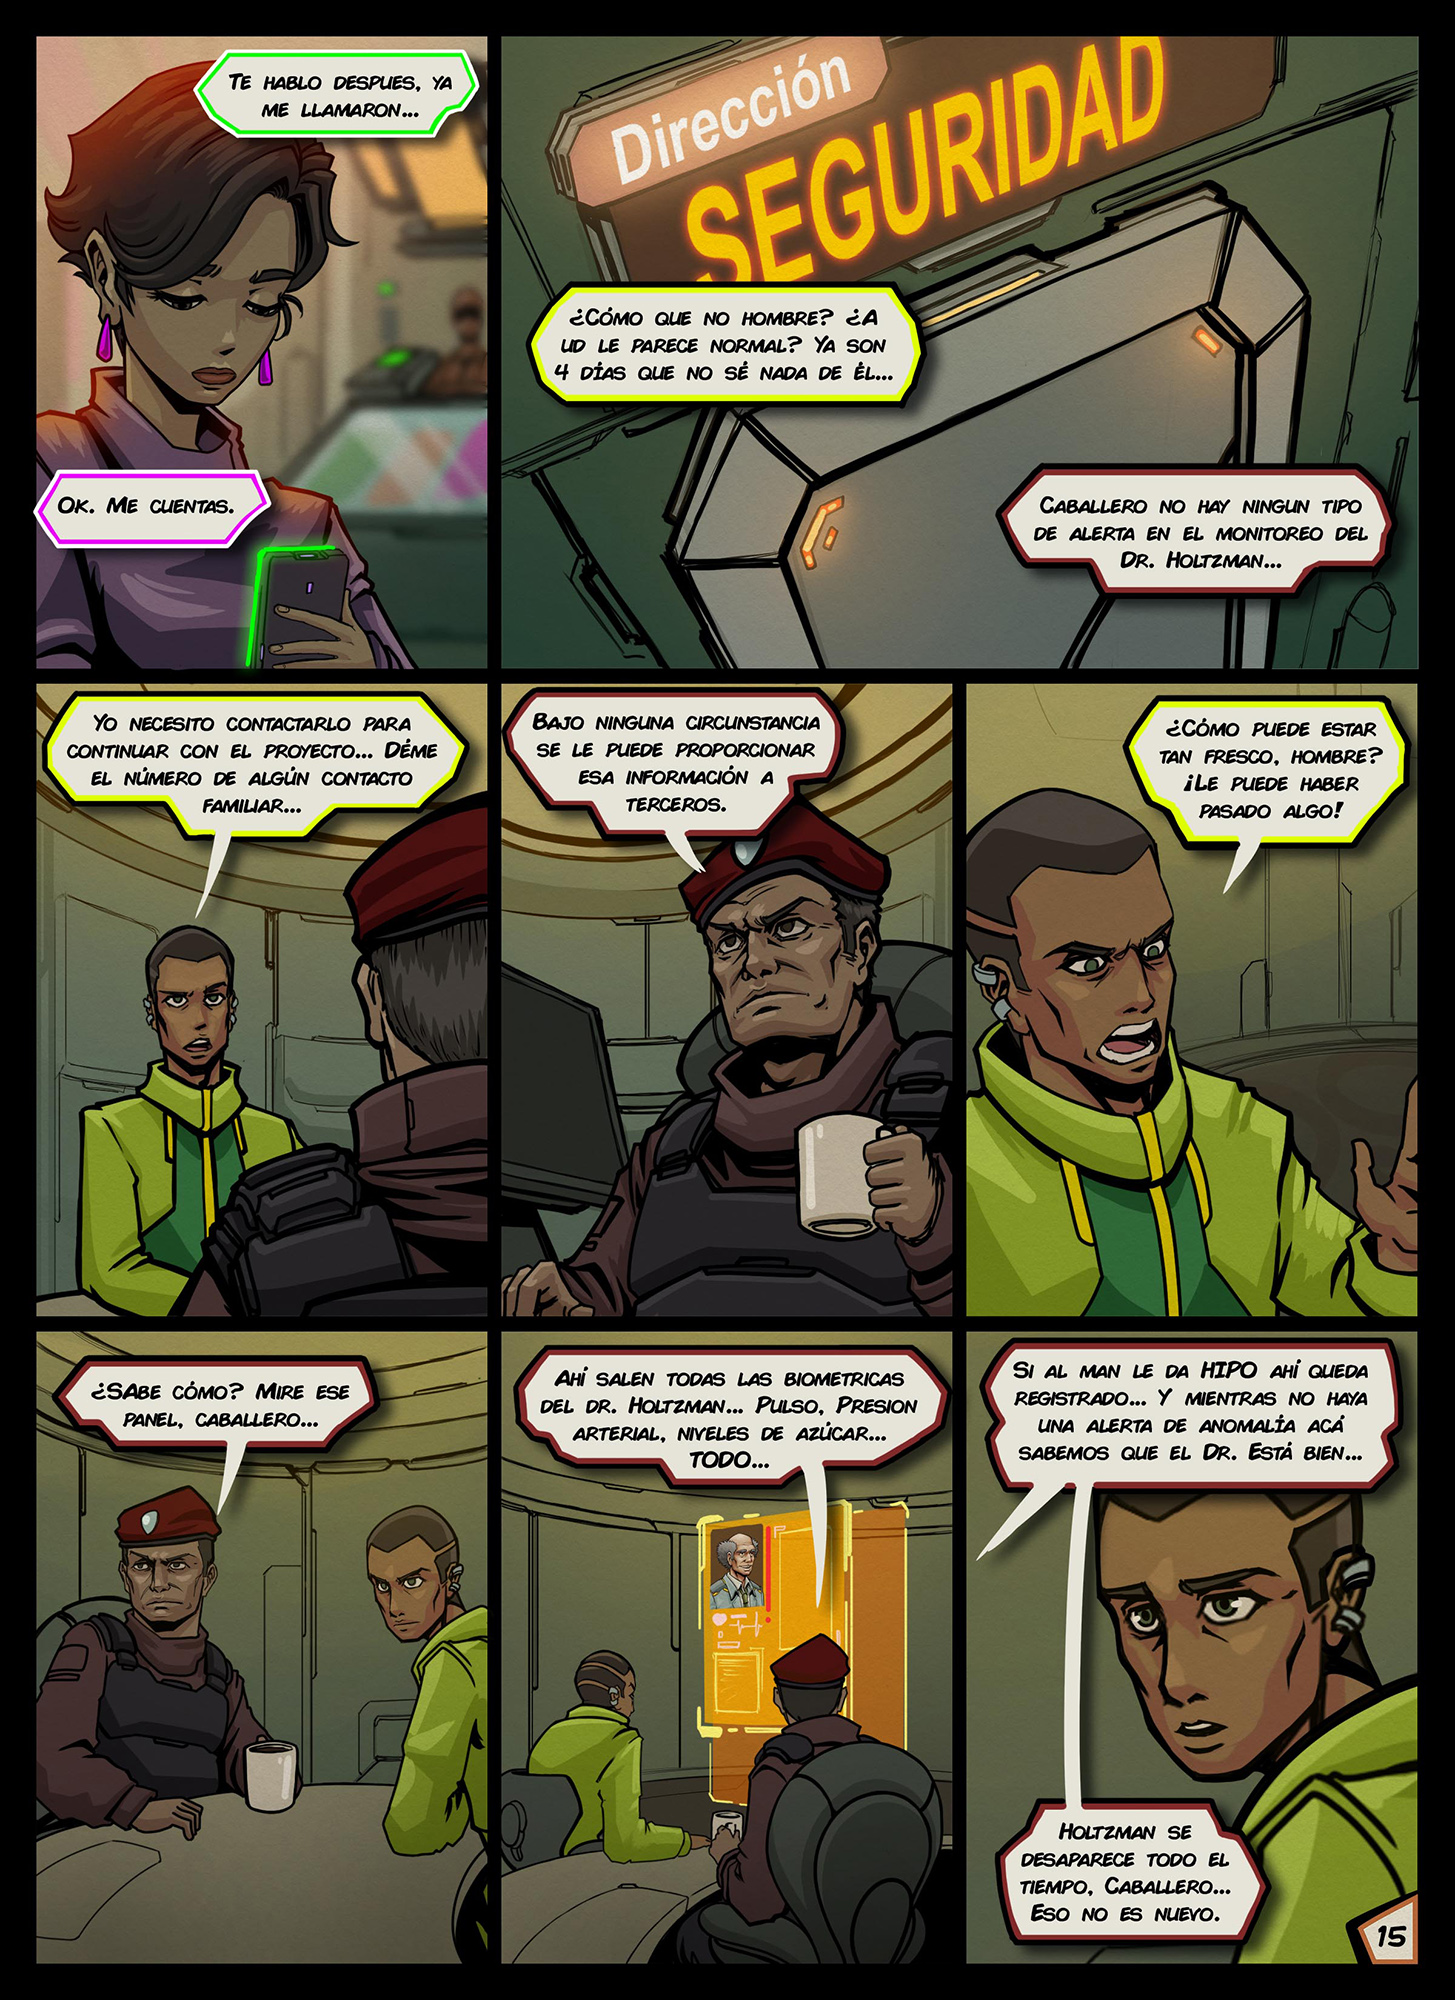 Te hablo despues, ya
me llamaron...
Ok. Me cuentas.
Dirección
SEGURIDAD
¿Cómo que no hombre? ¿A
ud le parece normal? Ya son
4 días que no sé nada de él...
Caballero no hay ningun tipo
de alerta en el monitoreo del
Dr. Holtzman...
Yo necesito contactarlo para
continuar con el proyecto... Déme
el número de algún contacto
familiar...
Bajo ninguna circunstancia
se le puede proporcionar
esa información a
terceros.
¿Cómo puede estar
tan fresco, hombre?
¡Le puede haber
pasado algo!
¿SAbe cómo? Mire ese
panel, caballero...
Ahí salen todas las biometricas
del dr. Holtzman... Pulso, Presion
arterial, niveles de azúcar...
TODO...
Si al man le da HIPO ahí queda
registrado... Y mientras no haya
una alerta de anomalía acá
sabemos que el Dr. Está bien...
Holtzman se
desaparece todo el
tiempo, Caballero...
Eso no es nuevo.
15